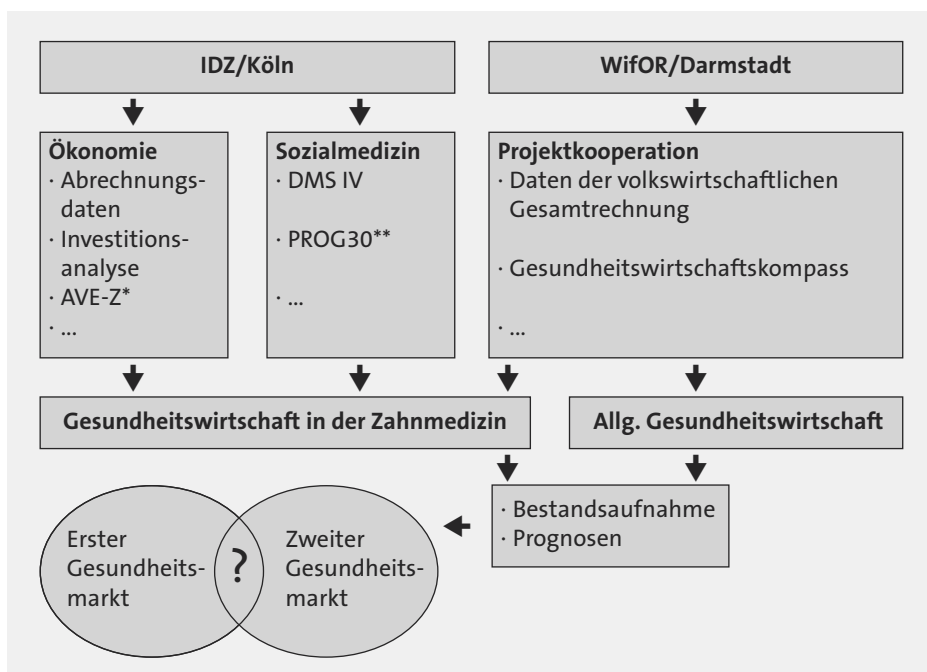 IDZ/Köln
WifOR/Darmstadt
Ökonomie
· Abrechnungs-
daten
· Investitions-
analyse
· AVE-Z*
· ...
Sozialmedizin
· DMS IV
· PROG30**
· ...
Projektkooperation
· Daten der volkswirtschaftlichen
Gesamtrechnung
· Gesundheitswirtschaftskompass
· ...
Gesundheitswirtschaft in der Zahnmedizin
Allg. Gesundheitswirtschaft
· Bestandsaufnahme
· Prognosen
Erster
Gesundheits-
markt
?
Zweiter
Gesundheits-
markt